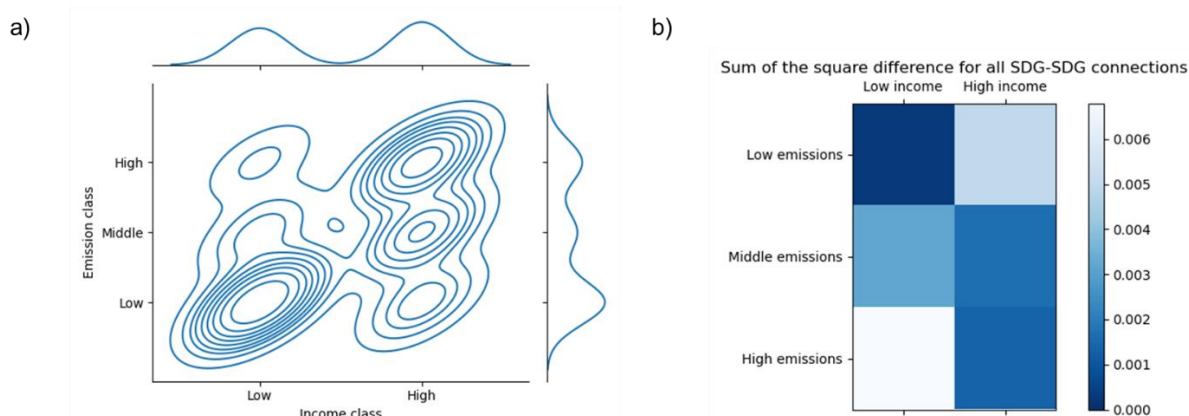 a)
High
Middle
Low
Emission class
Low High
Income class
b)
Sum of the square difference for all SDG-SDG connections
Low income High income
Low emissions
Middle emissions
High emissions
0.006
0.005
0.004
0.003
0.002
0.001
0.000